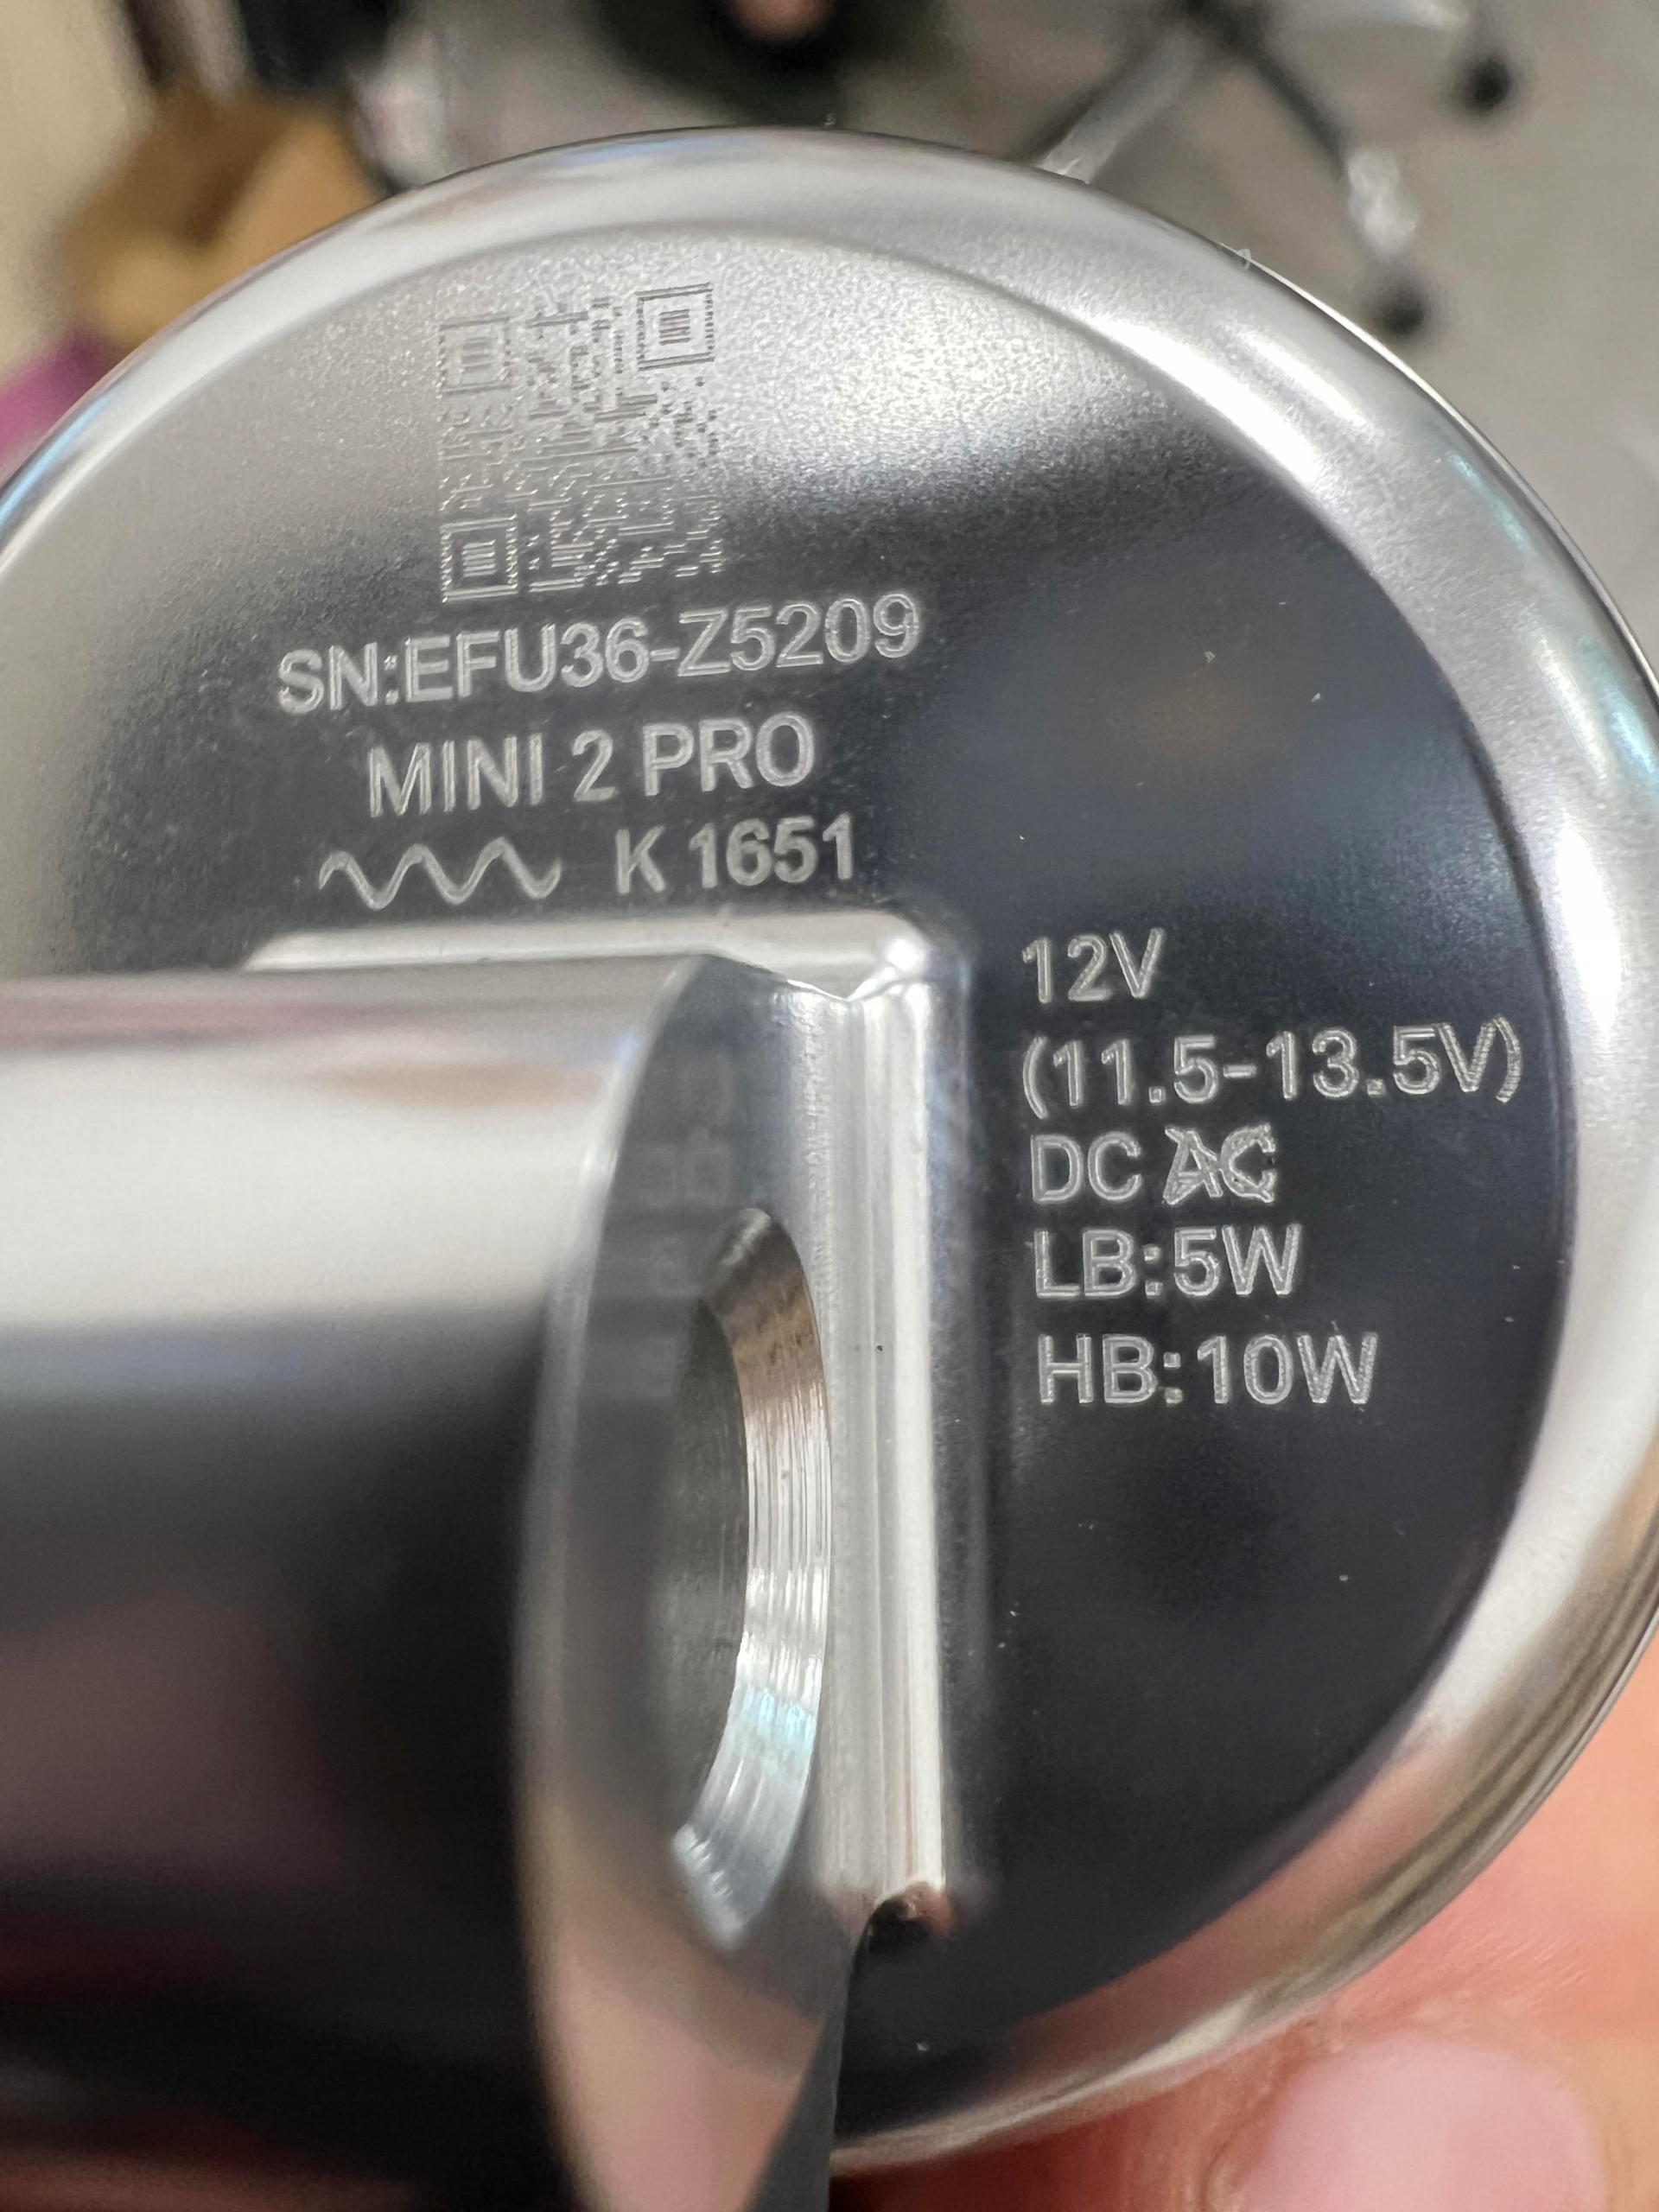 SN:EFU36-Z5209
MINI 2 PRO
K 1651
12V
(11.5-13.5V)
DC AC
LB:5W
HB:10W